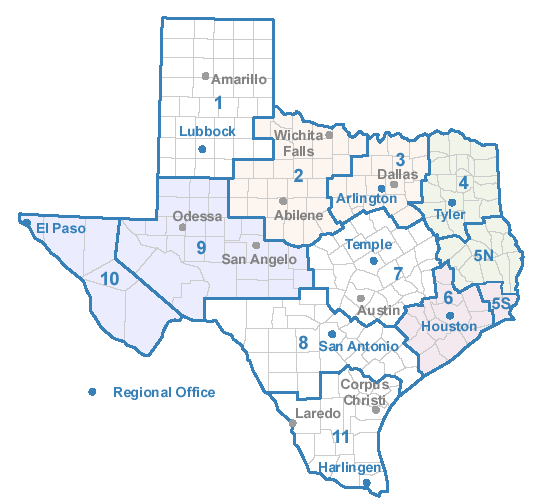 Amarillo
1
Lubbock
Wichita
Falls
2
Abilene
3
Dallas
Arlington
4
Tyler
Odessa
9
San Angelo
El Paso
10
Temple
7
Austin
5N
6
5S
Houston
8
San Antonio
Corpus
Christi
Laredo
11
Harlingen
Regional Office